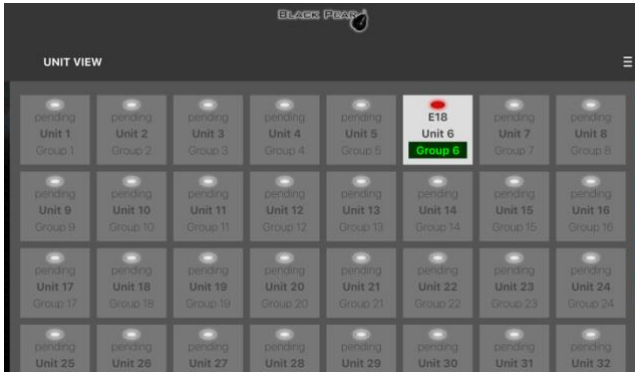 BLACK PEARL
UNIT VIEW
pending pending pending pending pending E18 pending pending
Unit 1 Unit 2 Unit 3 Unit 4 Unit 5 Unit 6 Unit 7 Unit 8
Group 1 Group 2 Group 3 Group 4 Group 5 Group 6 Group 7 Group 8
pending pending pending pending pending pending pending pending
Unit 9 Unit 10 Unit 11 Unit 12 Unit 13 Unit 14 Unit 15 Unit 16
Group 9 Group 10 Group 11 Group 12 Group 13 Group 14 Group 15 Group 16
pending pending pending pending pending pending pending pending
Unit 17 Unit 18 Unit 19 Unit 20 Unit 21 Unit 22 Unit 23 Unit 24
Group 17 Group 18 Group 19 Group 20 Group 21 Group 22 Group 23 Group 24
pending pending pending pending pending pending pending pending
Unit 25 Unit 26 Unit 27 Unit 28 Unit 29 Unit 30 Unit 31 Unit 32